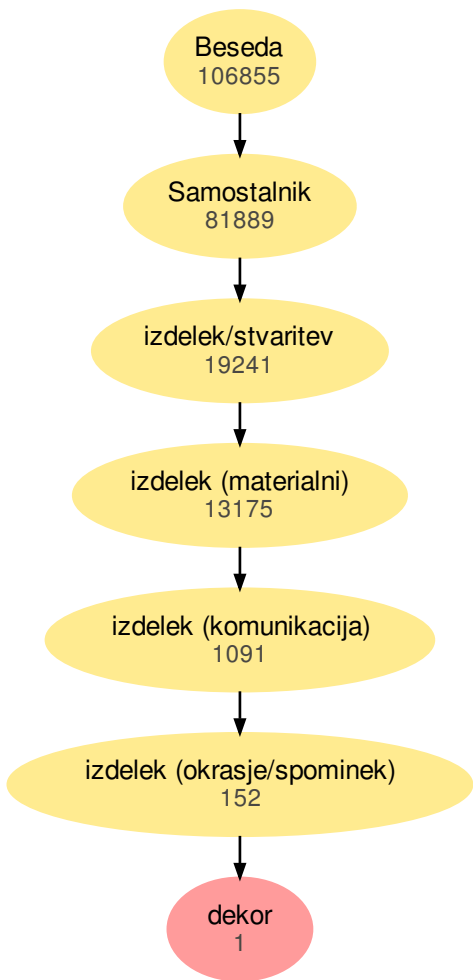 Beseda
106855
Samostalnik
81889
izdelek/stvaritev
19241
izdelek (materialni)
13175
izdelek (komunikacija)
1091
izdelek (okrasje/spominek)
152
dekor
1